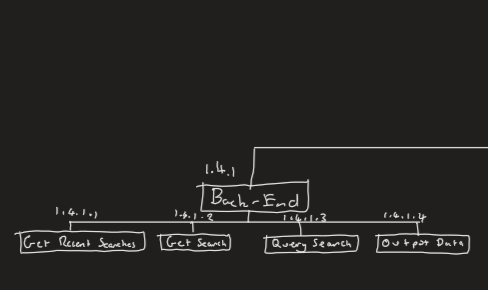 1.4.1
Back-End
1.4.1.1 1.4.1.2 1.4.1.3 1.4.1.4
Get Recent Searches Get Search Query Search Output Data